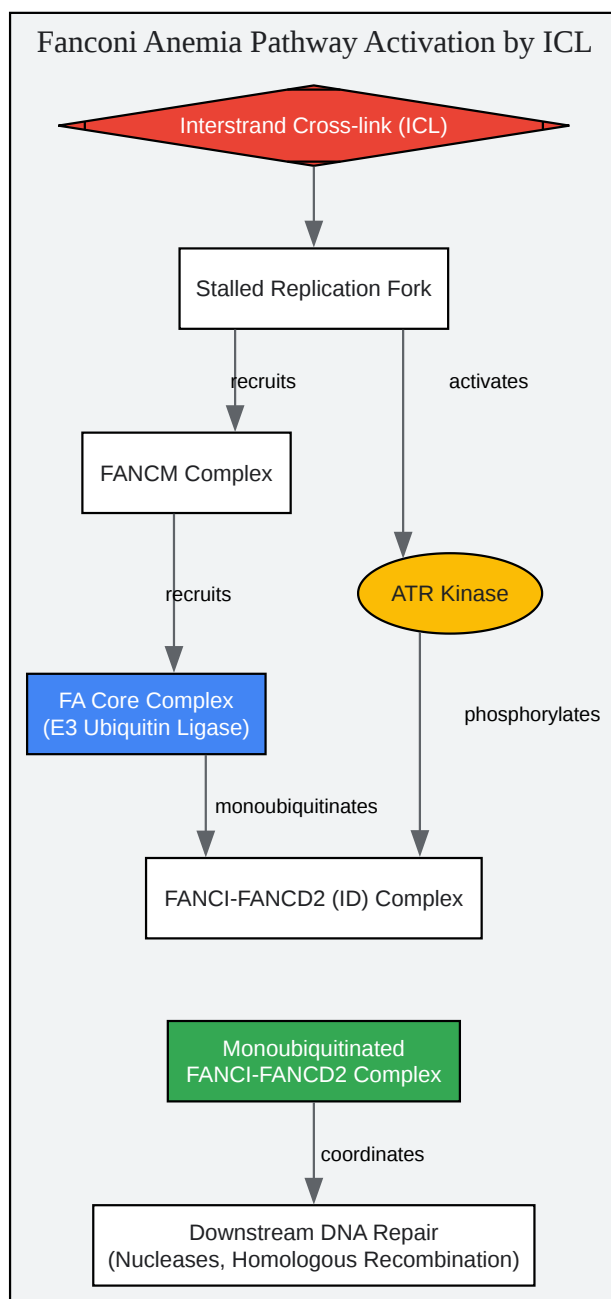 Fanconi Anemia Pathway Activation by ICL
Interstrand Cross-link (ICL)
Stalled Replication Fork
recruits
activates
FANCM Complex
recruits
ATR Kinase
FA Core Complex
(E3 Ubiquitin Ligase)
phosphorylates
monoubiquitinates
FANCI-FANCD2 (ID) Complex
Monoubiquitinated
FANCI-FANCD2 Complex
coordinates
Downstream DNA Repair
(Nucleases, Homologous Recombination)